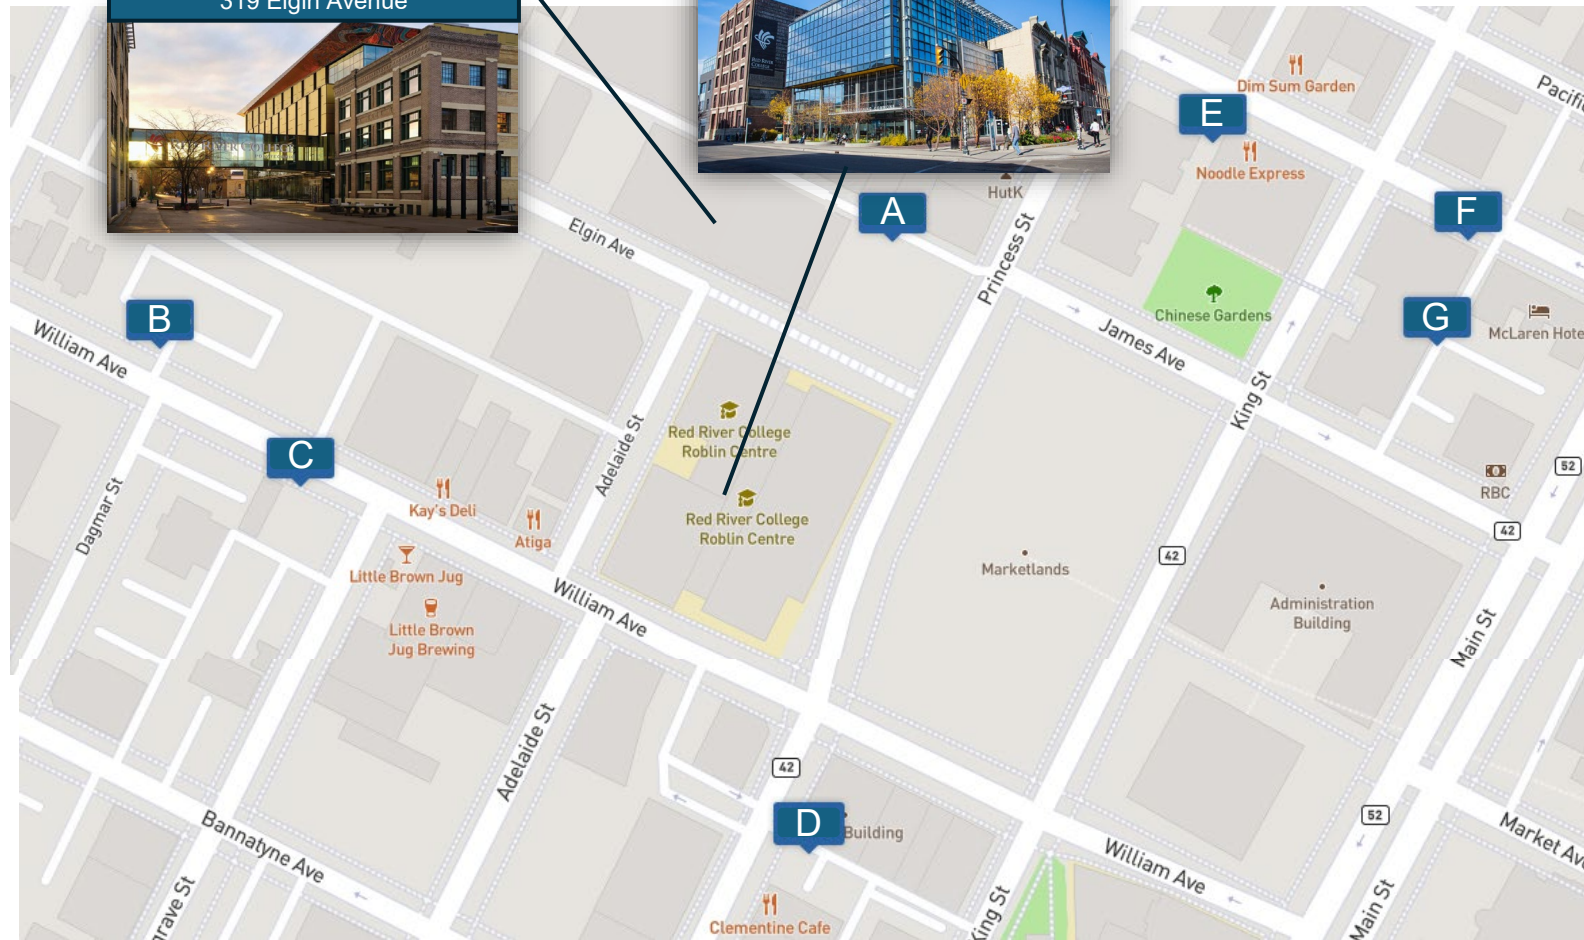 319 Elgin Avenue
Dim Sum Garden
Pacific
E
Noodle Express
HutK
A
F
Elgin Ave
Princess St
Chinese Gardens
G
McLaren Hote
B
William Ave
James Ave
King St
C
Red River College
Roblin Centre
Adelaide St
52
RBC
Kay's Deli
Dagmar St
Atiga
Red River College
Roblin Centre
42
42
Little Brown Jug
Marketlands
William Ave
Administration
Building
Little Brown
Jug Brewing
Main St
Adelaide St
42
52
D
Building
Market Ave
Bannatyne Ave
William Ave
grave St
Clementine Cafe
King St
Main St